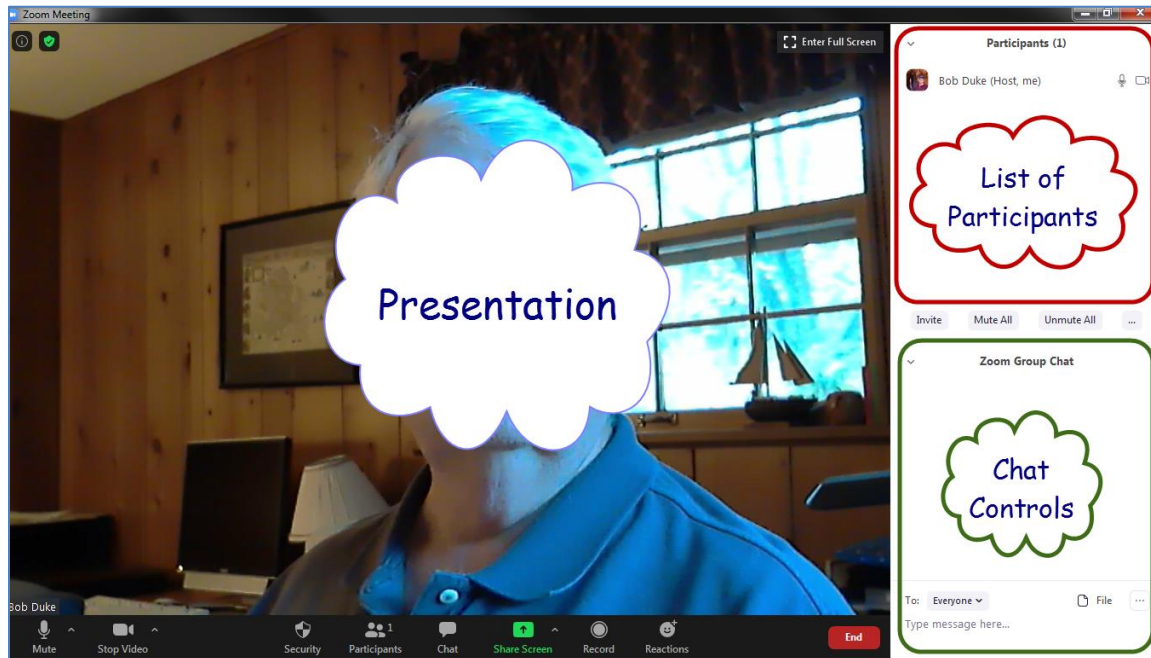 Zoom Meeting
Enter Full Screen
Presentation
Bob Duke
Mute
Stop Video
Security
Participants
1
Chat
Share Screen
Record
Reactions
End
Participants (1)
Bob Duke (Host, me)
List of
Participants
Invite
Mute All
Unmute All
...
Zoom Group Chat
Chat
Controls
To: Everyone
File
...
Type message here...